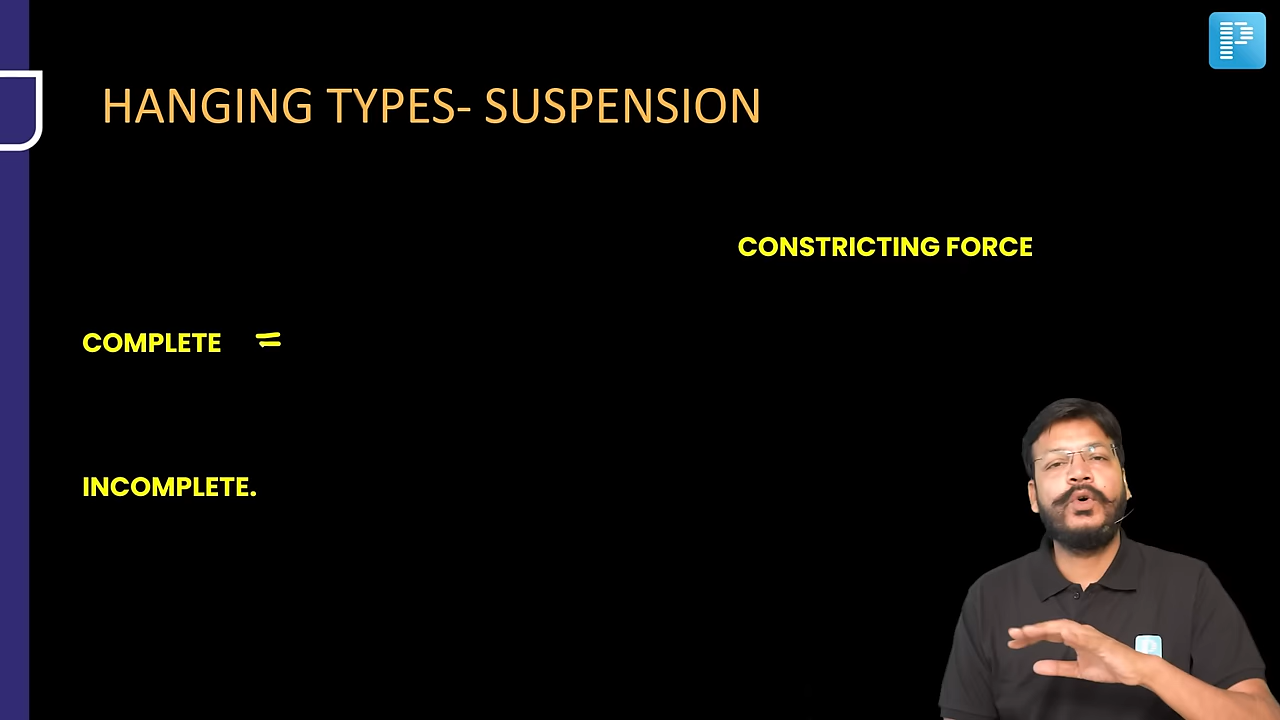 HANGING TYPES- SUSPENSION
CONSTRICTING FORCE
COMPLETE =
INCOMPLETE.